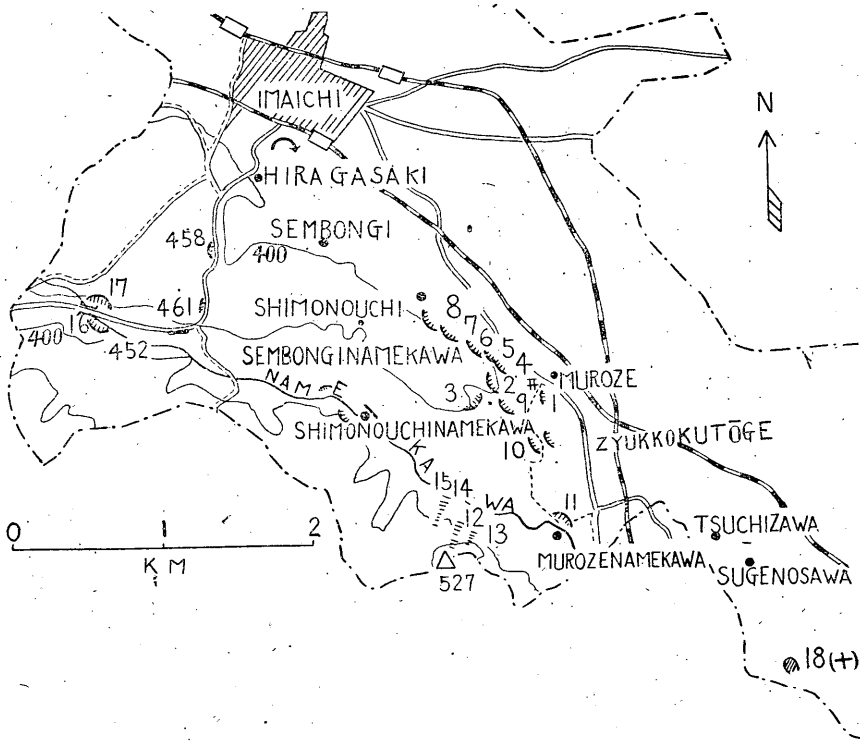 IMAICHI
N
HIRAGASAKI
SEMBONGI
458
400
17
461
SHIMONOUCHI
8
7
6
5
4
16
400
452
SEMBONGINAMEKAWA
MUROZE
NAM-E
3
2
9
1
SHIMONOUCHINAMEKAWA
10
ZYUKKOKUTŌGE
KA
15
14
WA
11
0
1
2
12
13
TSUCHIZAWA
KM
MUROZENAMEKAWA
527
SUGENOSAWA
18(+)